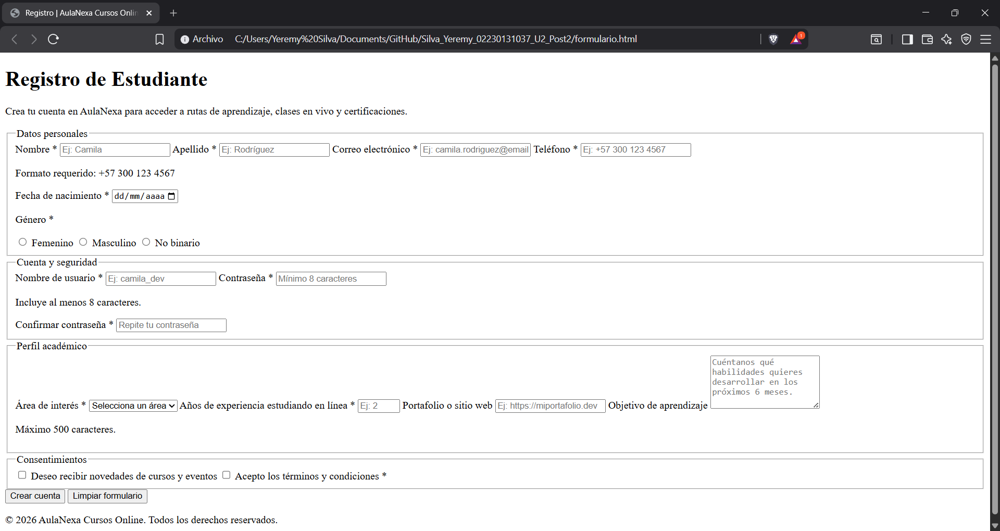 Registro | AulaNexa Cursos Onlin
Archivo C:/Users/Yeremy%20Silva/Documents/GitHub/Silva_Yeremy_02230131037_U2_Post2/formulario.html
1
Registro de Estudiante
Crea tu cuenta en AulaNexa para acceder a rutas de aprendizaje, clases en vivo y certificaciones.
Datos personales
Nombre * Ej: Camila Apellido * Ej: Rodríguez Correo electrónico * Ej: camila.rodriguez@email Teléfono * Ej: +57 300 123 4567
Formato requerido: +57 300 123 4567
Fecha de nacimiento * dd/mm/aaaa
Género *
Femenino Masculino No binario
Cuenta y seguridad
Nombre de usuario * Ej: camila_dev Contraseña * Mínimo 8 caracteres
Incluye al menos 8 caracteres.
Confirmar contraseña * Repite tu contraseña
Perfil académico
Cuéntanos qué
habilidades quieres
desarrollar en los
próximos 6 meses.
Área de interés * Selecciona un área Años de experiencia estudiando en línea * Ej: 2 Portafolio o sitio web Ej: https://miportafolio.dev Objetivo de aprendizaje
Máximo 500 caracteres.
Consentimientos
Deseo recibir novedades de cursos y eventos Acepto los términos y condiciones *
Crear cuenta Limpiar formulario
© 2026 AulaNexa Cursos Online. Todos los derechos reservados.